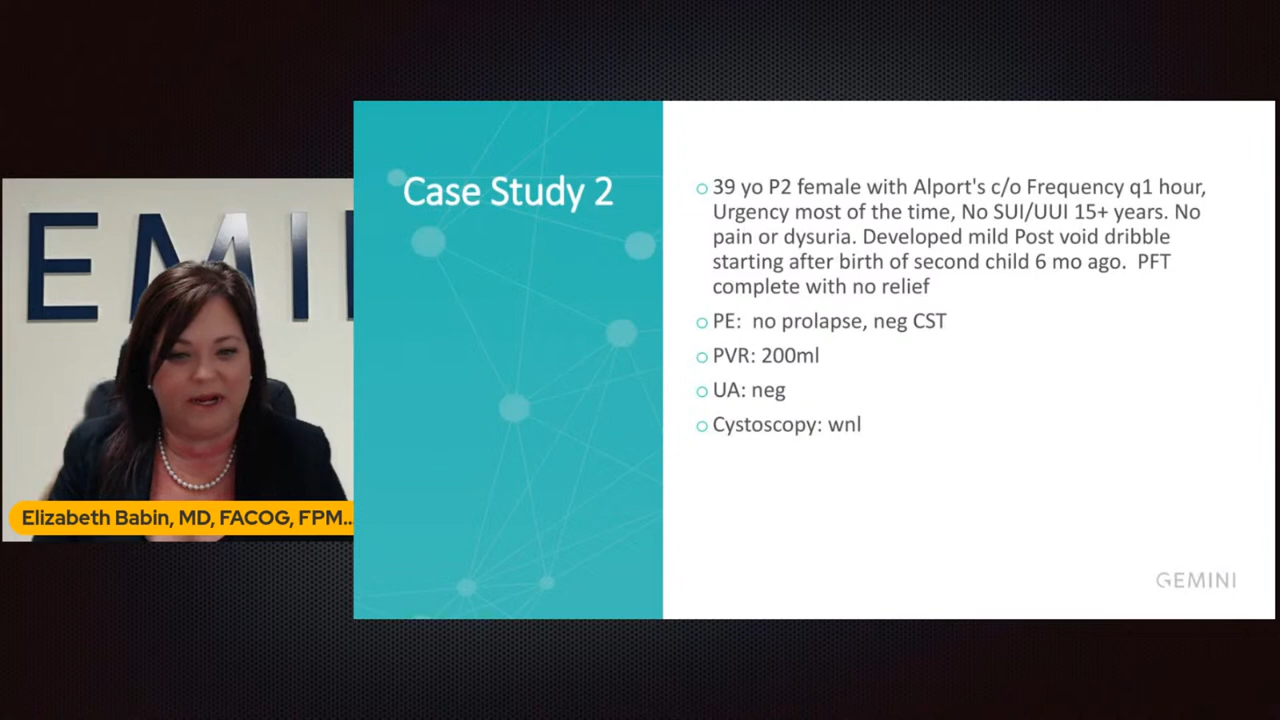 EMI
Elizabeth Babin, MD, FACOG, FPM...
Case Study 2
39 yo P2 female with Alport's c/o Frequency q1 hour,
Urgency most of the time, No SUI/UUI 15+ years. No
pain or dysuria. Developed mild Post void dribble
starting after birth of second child 6 mo ago.  PFT
complete with no relief
PE:  no prolapse, neg CST
PVR: 200ml
UA: neg
Cystoscopy: wnl
GEMINI